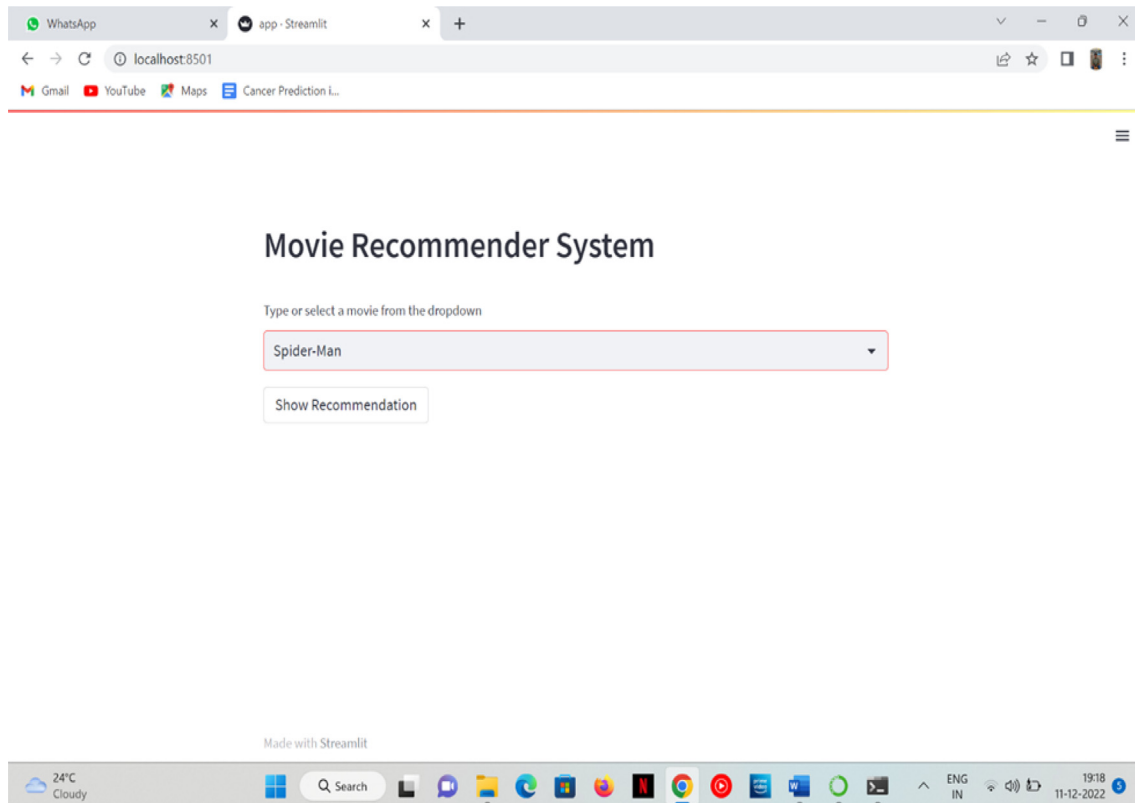 WhatsApp
app · Streamlit
localhost:8501
Gmail YouTube Maps Cancer Prediction i...
Movie Recommender System
Type or select a movie from the dropdown
Spider-Man
Show Recommendation
Made with Streamlit
24°C
Cloudy
Search
ENG
IN
19:18
11-12-2022
5